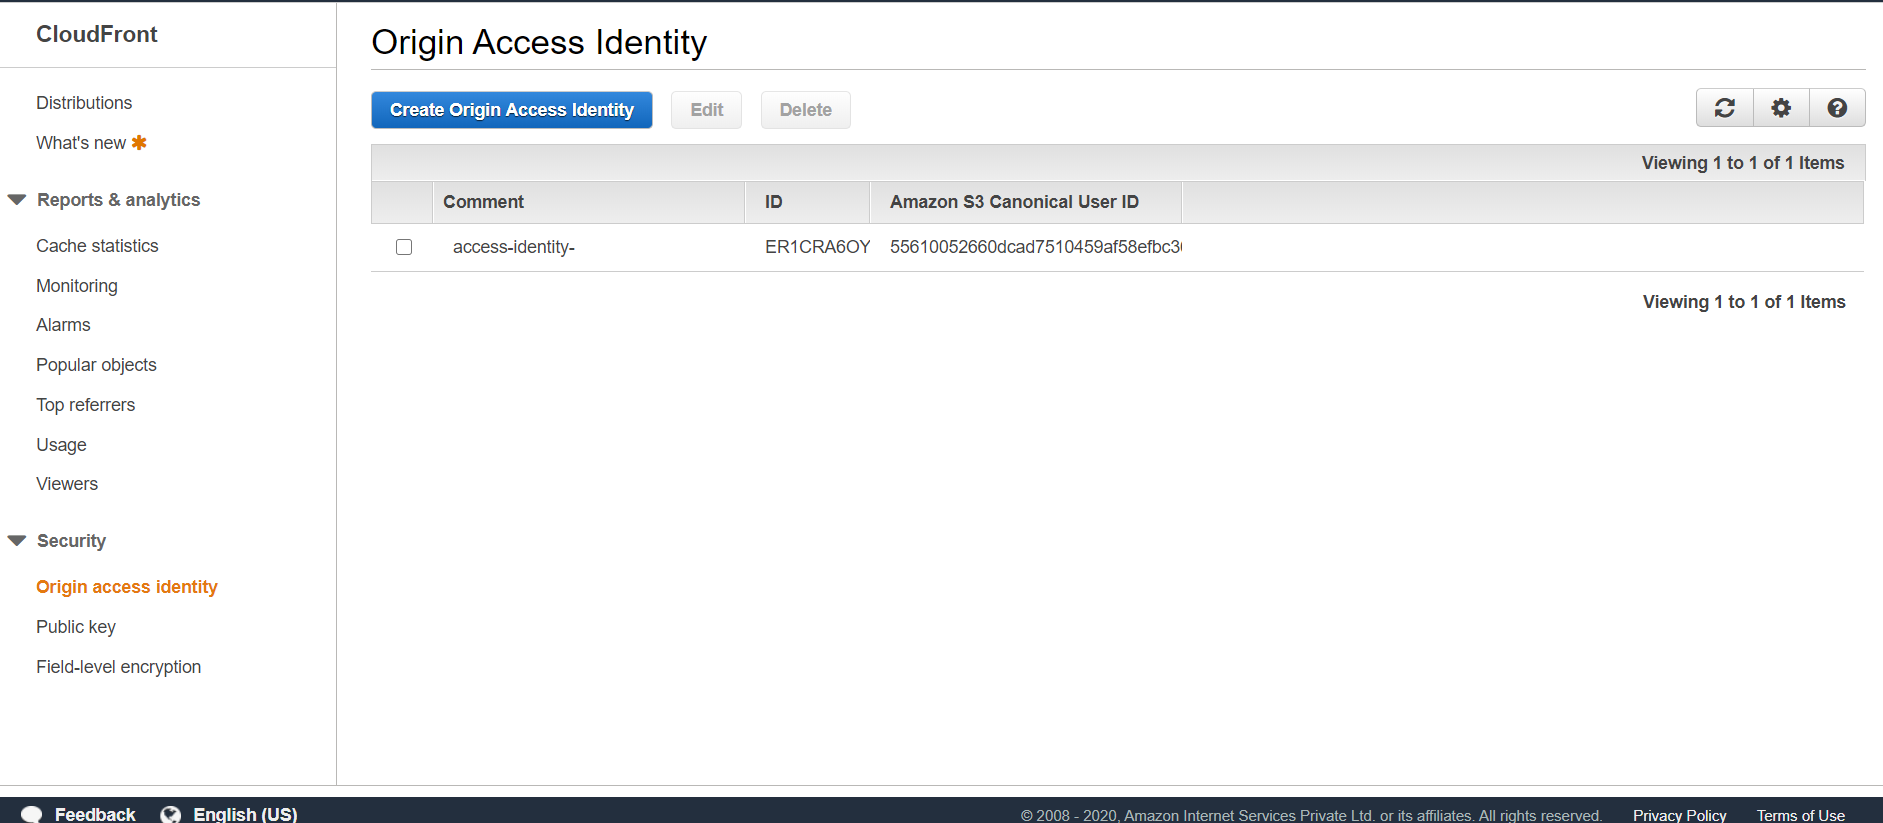 CloudFront
Distributions
What's new
Reports & analytics
Cache statistics
Monitoring
Alarms
Popular objects
Top referrers
Usage
Viewers
Security
Origin access identity
Public key
Field-level encryption
Origin Access Identity
Create Origin Access Identity Edit Delete
Viewing 1 to 1 of 1 Items
Comment ID Amazon S3 Canonical User ID
access-identity- ER1CRA6OY 55610052660dcad7510459af58efbc3
Viewing 1 to 1 of 1 Items
Feedback English (US) © 2008 - 2020, Amazon Internet Services Private Ltd. or its affiliates. All rights reserved. Privacy Policy Terms of Use